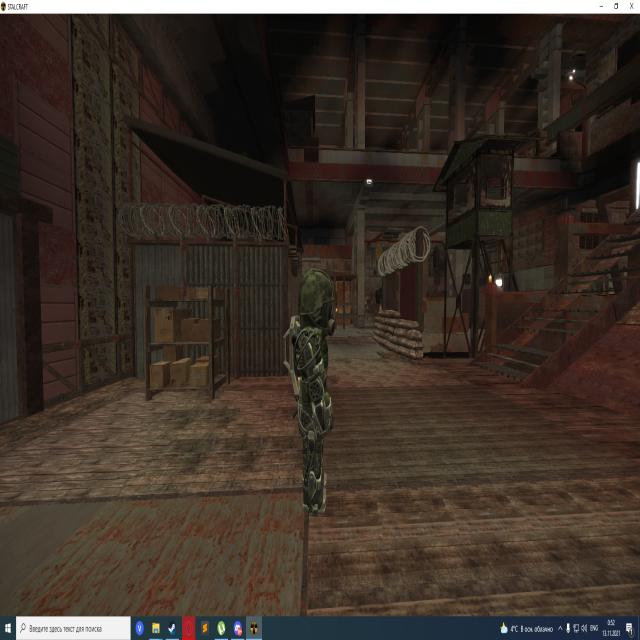 STALCRAFT
Введите здесь текст для поиска
4°C В осн. облачно
ENG
0:52
13.11.2021